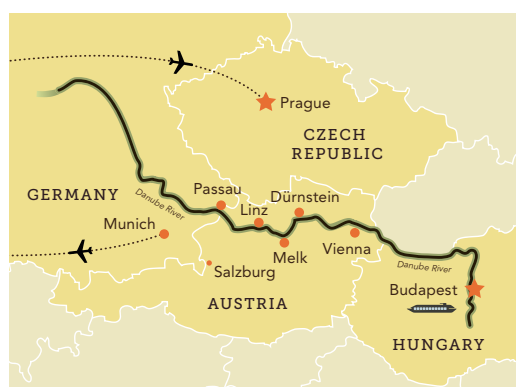 Prague
CZECH
REPUBLIC
GERMANY
Passau
Dürnstein
Danube River
Linz
Munich
Vienna
Melk
Salzburg
Danube River
Budapest
AUSTRIA
HUNGARY